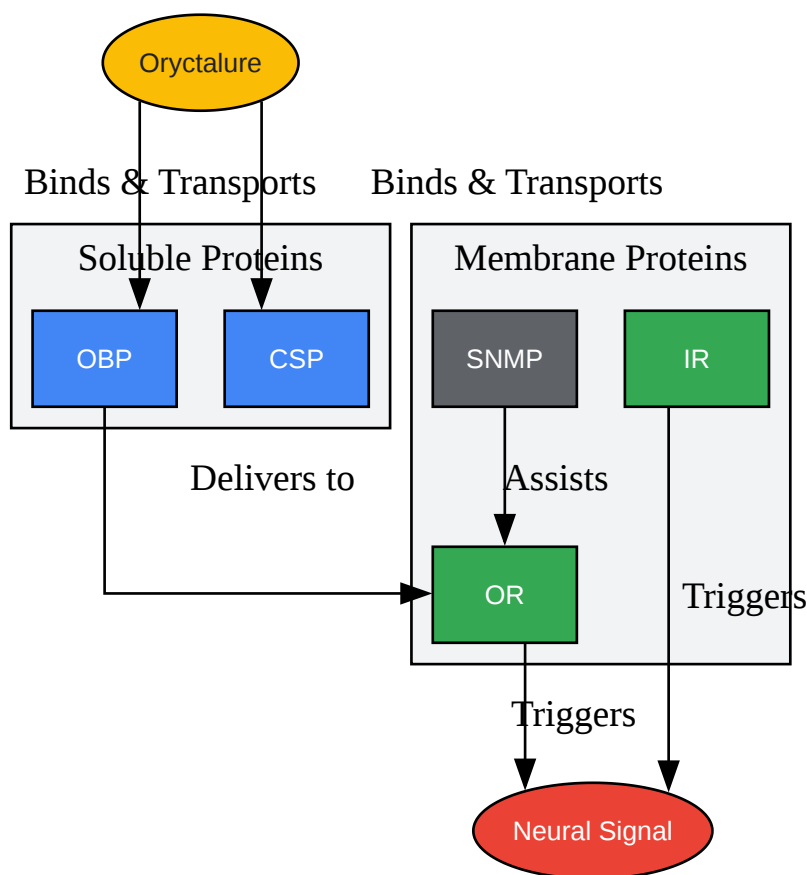 Oryctalure
Binds & Transports
Binds & Transports
Soluble Proteins
Membrane Proteins
OBP
CSP
SNMP
IR
Delivers to
Assists
OR
Triggers
Triggers
Neural Signal